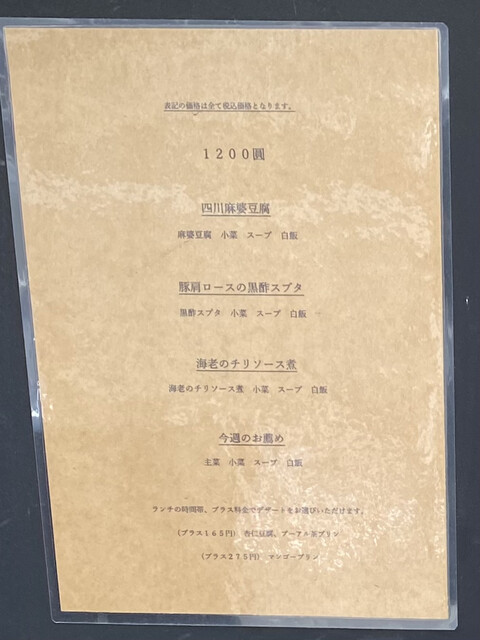 表記の価格は全て税込価格となります。
1200圓
四川麻婆豆腐
麻婆豆腐 小菜 スープ 白飯
豚肩ロースの黒酢スブタ
黒酢スブタ 小菜 スープ 白飯
海老のチリソース煮
海老のチリソース煮 小菜 スープ 白飯
今週のお薦め
主菜 小菜 スープ 白飯
ランチの時間帯、プラス料金でデザートをお選びいただけます。
(プラス165円) 杏仁豆腐、プーアル茶プリン
(プラス275円) マンゴープリン